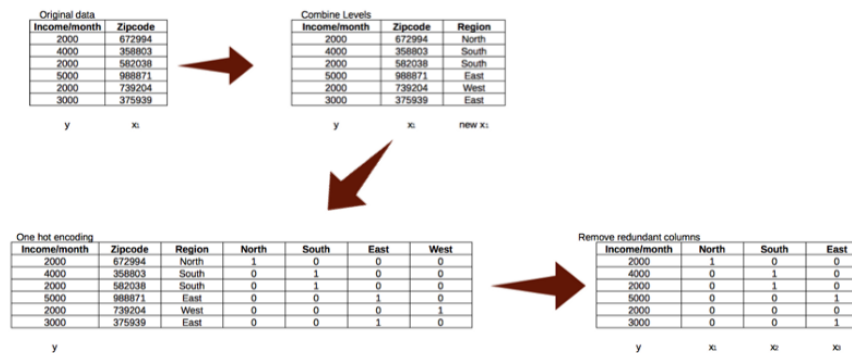 Original data
Income/month Zipcode
2000 672994
4000 358803
2000 582038
5000 988871
2000 739204
3000 375939
y x₁
Combine Levels
Income/month Zipcode Region
2000 672994 North
4000 358803 South
2000 582038 South
5000 988871 East
2000 739204 West
3000 375939 East
y x₁ new x₁
One hot encoding
Income/month Zipcode Region North South East West
2000 672994 North 1 0 0 0
4000 358803 South 0 1 0 0
2000 582038 South 0 1 0 0
5000 988871 East 0 0 1 0
2000 739204 West 0 0 0 1
3000 375939 East 0 0 1 0
y
Remove redundant columns
Income/month North South East
2000 1 0 0
4000 0 1 0
2000 0 1 0
5000 0 0 1
2000 0 0 0
3000 0 0 1
y x₁ x₂ x₃